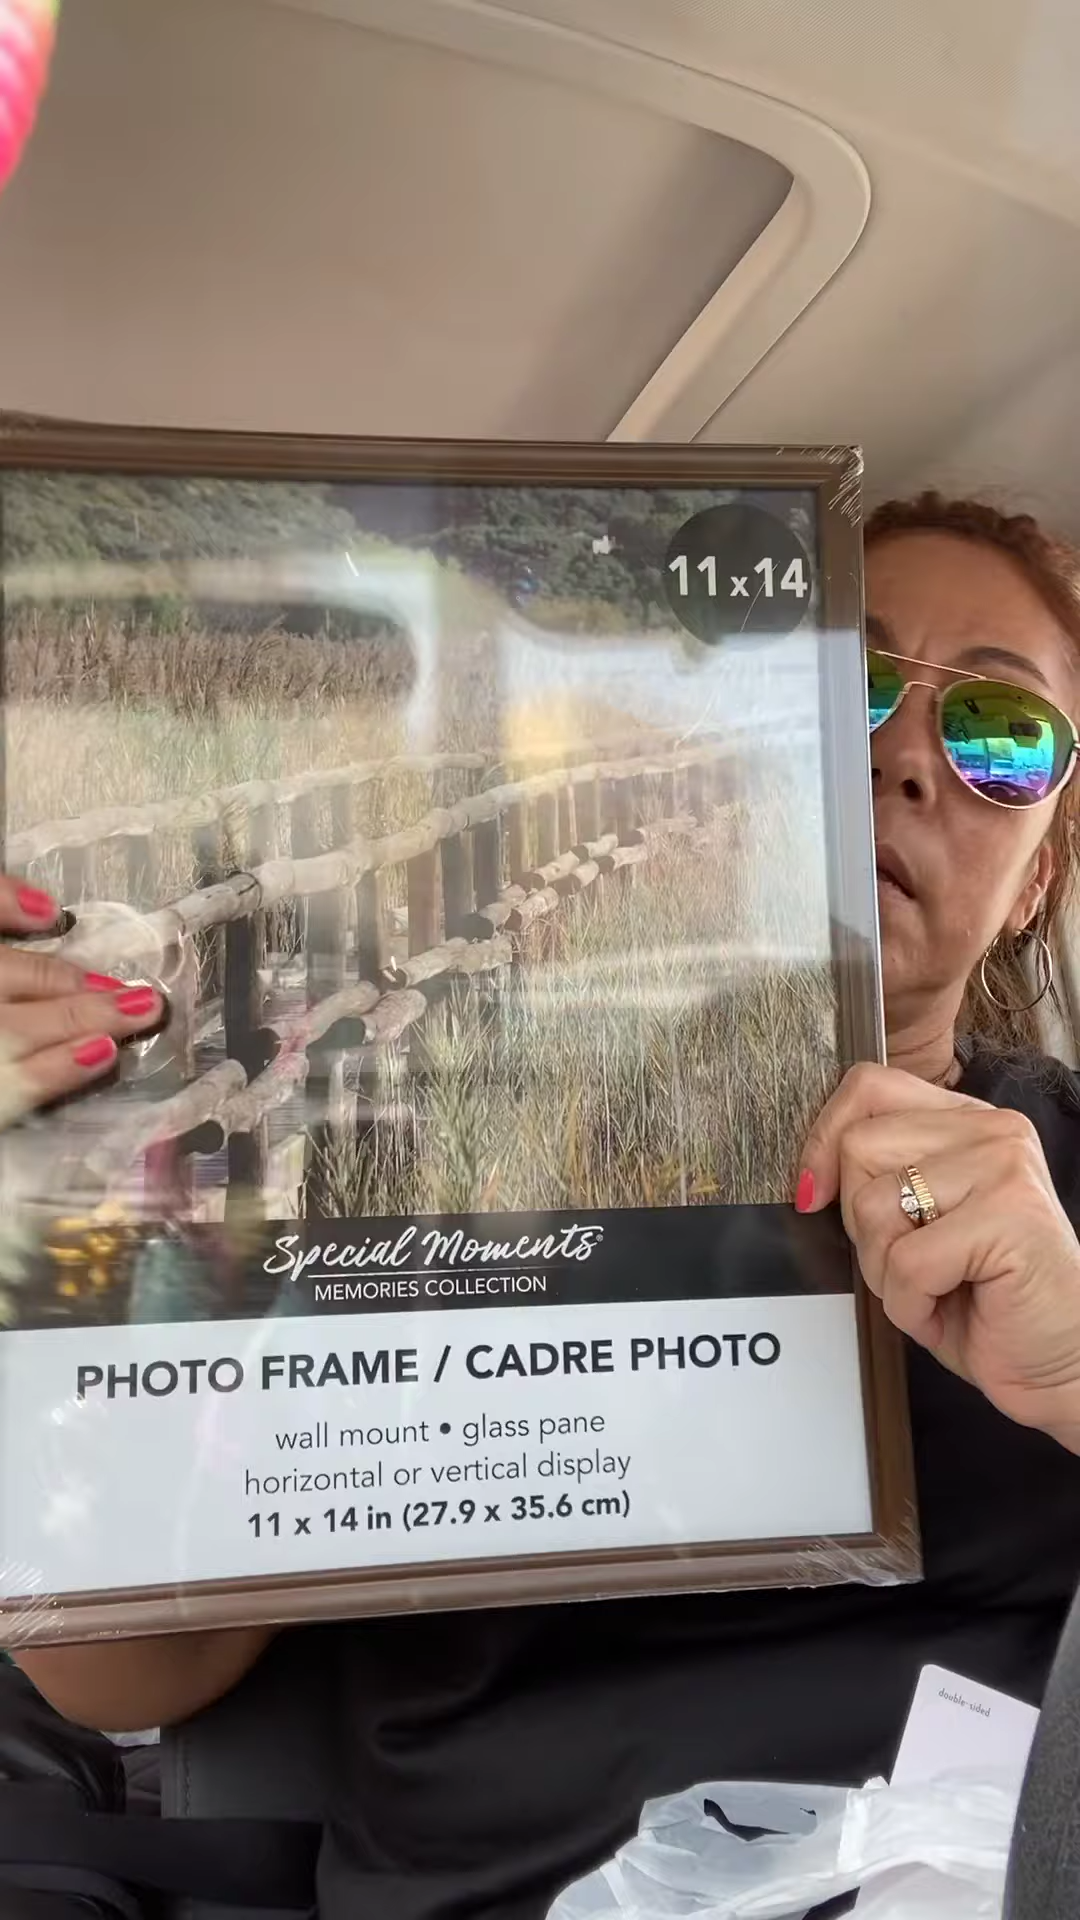 11 x 14
Special Moments®
MEMORIES COLLECTION
PHOTO FRAME / CADRE PHOTO
wall mount • glass pane
horizontal or vertical display
11 x 14 in (27.9 x 35.6 cm)
double-sided